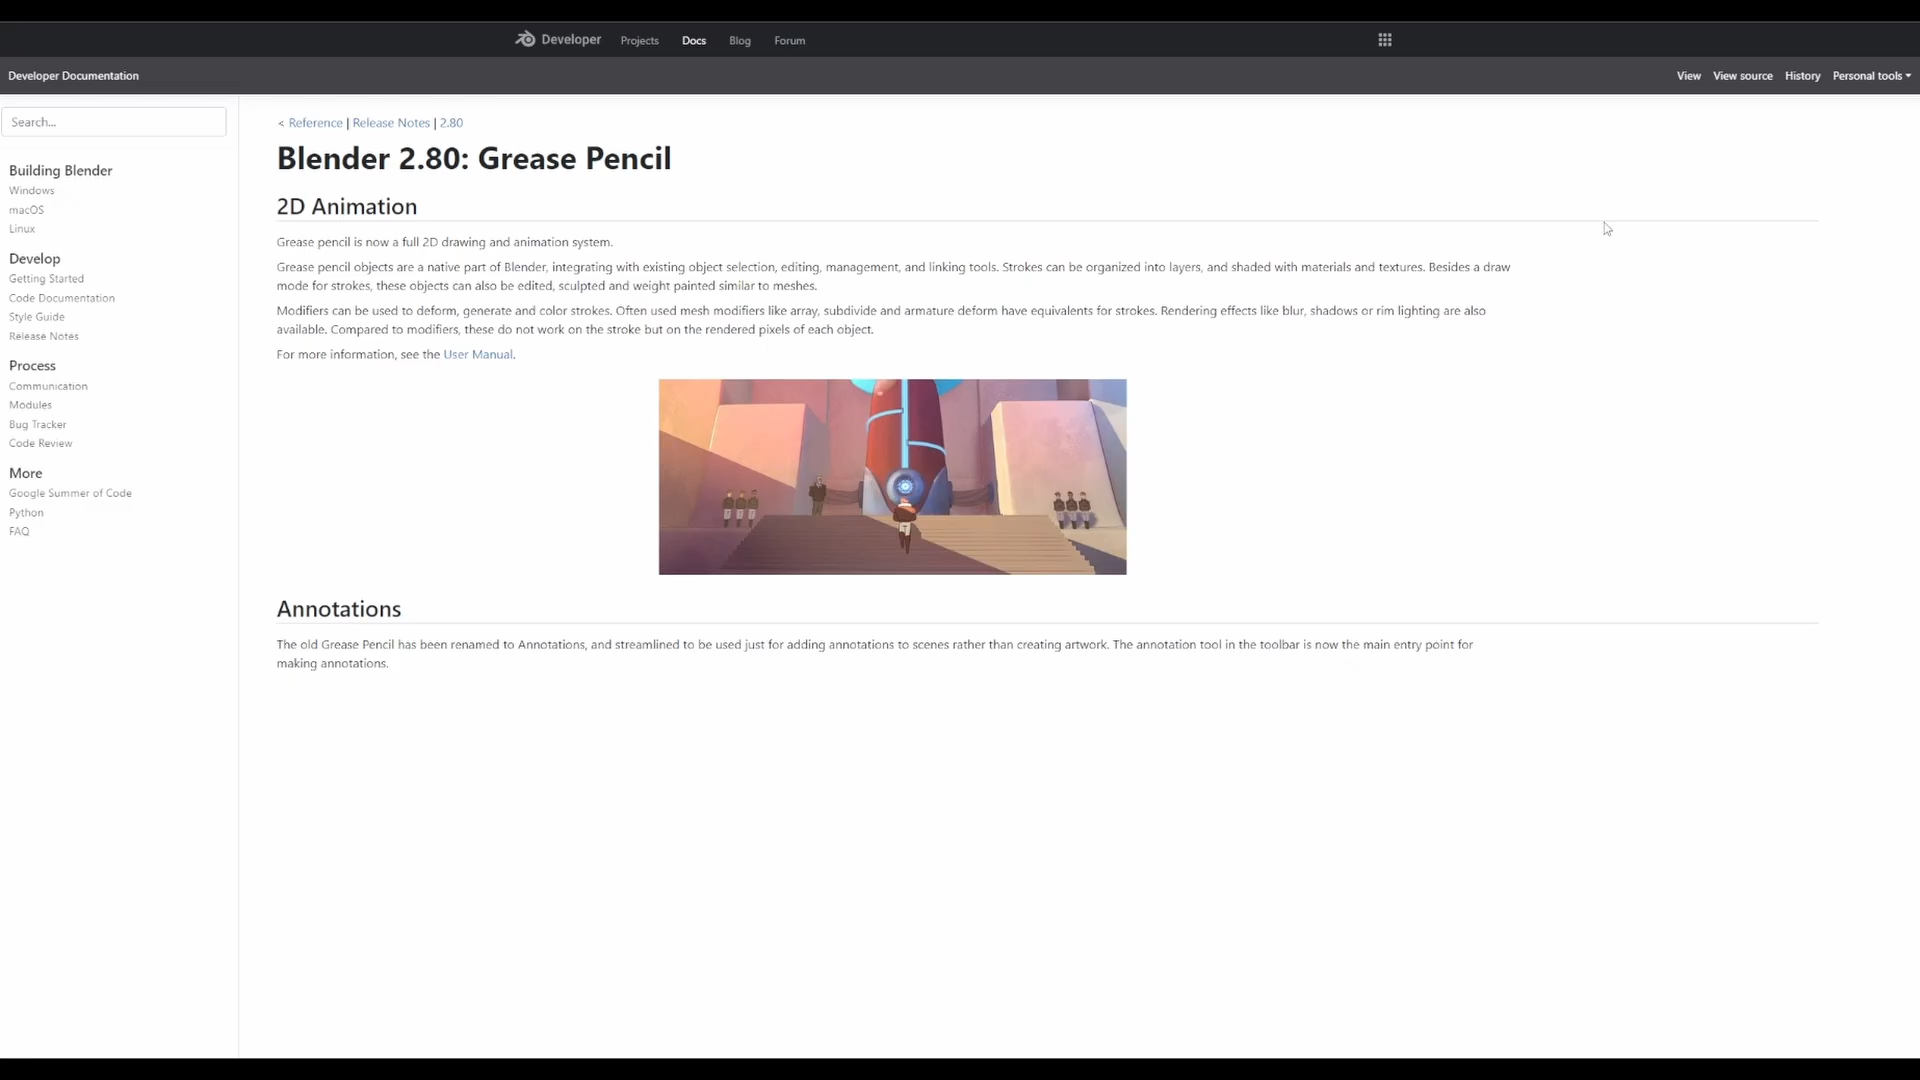 Developer Projects Docs Blog Forum
Developer Documentation View View source History Personal tools
Search...
Building Blender
Windows
macOS
Linux
Develop
Getting Started
Code Documentation
Style Guide
Release Notes
Process
Communication
Modules
Bug Tracker
Code Review
More
Google Summer of Code
Python
FAQ
< Reference | Release Notes | 2.80
Blender 2.80: Grease Pencil
2D Animation
Grease pencil is now a full 2D drawing and animation system.
Grease pencil objects are a native part of Blender, integrating with existing object selection, editing, management, and linking tools. Strokes can be organized into layers, and shaded with materials and textures. Besides a draw
mode for strokes, these objects can also be edited, sculpted and weight painted similar to meshes.
Modifiers can be used to deform, generate and color strokes. Often used mesh modifiers like array, subdivide and armature deform have equivalents for strokes. Rendering effects like blur, shadows or rim lighting are also
available. Compared to modifiers, these do not work on the stroke but on the rendered pixels of each object.
For more information, see the User Manual.
Annotations
The old Grease Pencil has been renamed to Annotations, and streamlined to be used just for adding annotations to scenes rather than creating artwork. The annotation tool in the toolbar is now the main entry point for
making annotations.